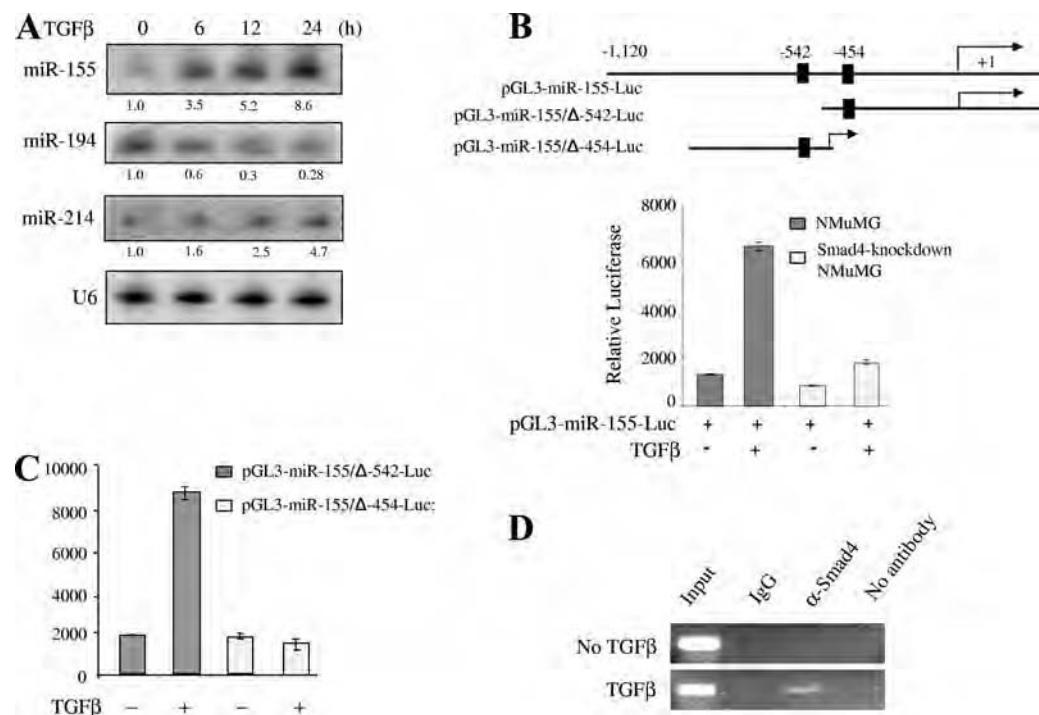 A
TGFβ 0 6 12 24 (h)
miR-155
1.0 3.5 5.2 8.6
miR-194
1.0 0.6 0.3 0.28
miR-214
1.0 1.6 2.5 4.7
U6
B
-1,120 -542 -454
+1
pGL3-miR-155-Luc
pGL3-miR-155/Δ-542-Luc
pGL3-miR-155/Δ-454-Luc
8000
6000
4000
2000
0
Relative Luciferase
NMuMG
Smad4-knockdown
NMuMG
pGL3-miR-155-Luc + + + +
TGFβ - + - +
C
10000
8000
6000
4000
2000
0
pGL3-miR-155/Δ-542-Luc
pGL3-miR-155/Δ-454-Luc:
TGFβ – + – +
D
Input IgG α-Smad4 No antibody
No TGFβ
TGFβ